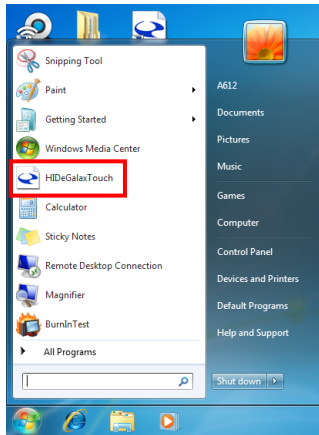 Snipping Tool
Paint
Getting Started
Windows Media Center
HIDeGalaxTouch
Calculator
Sticky Notes
Remote Desktop Connection
Magnifier
BurnInTest
All Programs
A612
Documents
Pictures
Music
Games
Computer
Control Panel
Devices and Printers
Default Programs
Help and Support
Shut down